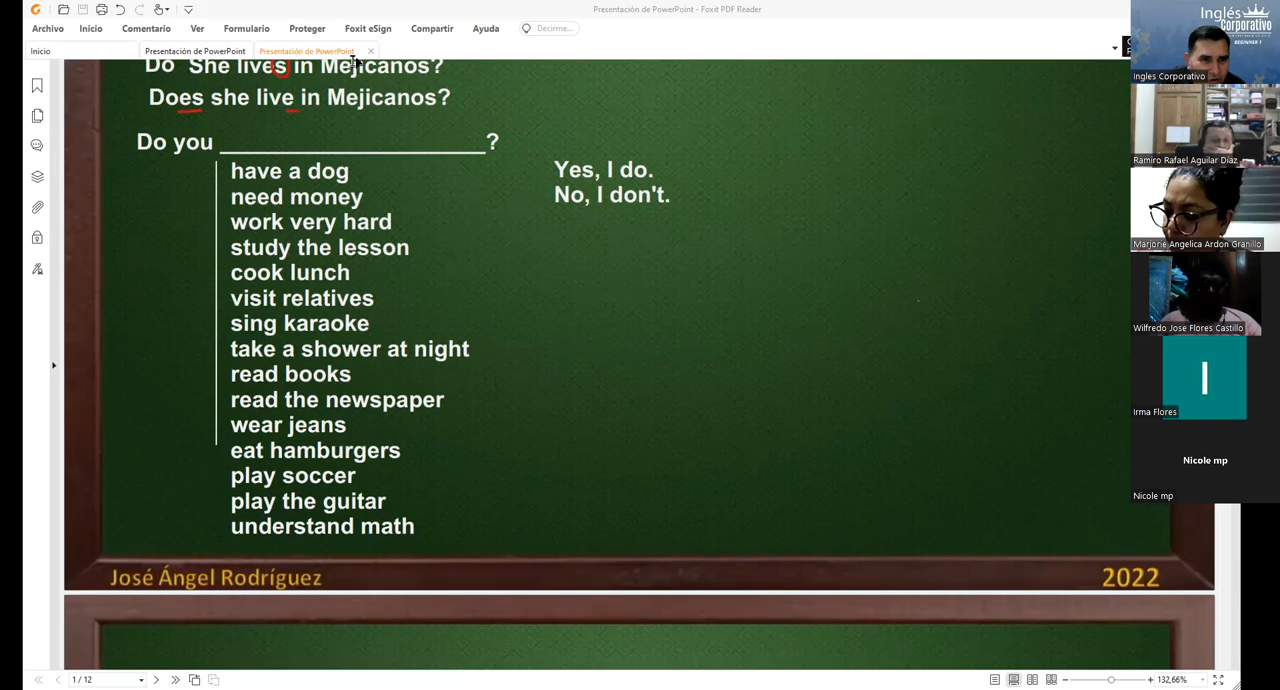 Presentación de PowerPoint - Foxit PDF Reader
Archivo Inicio Comentario Ver Formulario Proteger Foxit eSign Compartir Ayuda Decirme...
Inicio Presentación de PowerPoint Presentación de PowerPoint
Do She lives in Mejicanos?
Does she live in Mejicanos?
Do you ______________________?
have a dog
need money
work very hard
study the lesson
cook lunch
visit relatives
sing karaoke
take a shower at night
read books
read the newspaper
wear jeans
eat hamburgers
play soccer
play the guitar
understand math
Yes, I do.
No, I don't.
José Ángel Rodríguez
2022
1 / 12
132,66%
Inglés
Corporativo
BEGINNER 1
Ingles Corporativo
Ramiro Rafael Aguilar Díaz
Marjorie Angelica Ardon Granillo
Wilfredo Jose Flores Castillo
I
Irma Flores
Nicole mp
Nicole mp